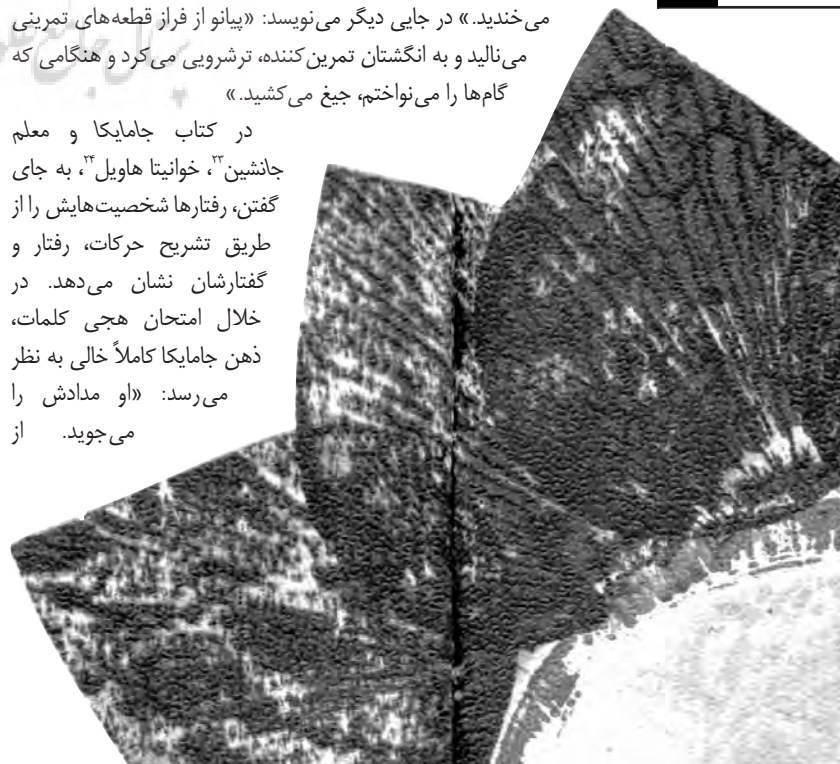 می‌خندید.» در جایی دیگر می‌نویسد: «پیانو از فراز قطعه‌های تمرینی
می‌نالید و به انگشتان تمرین‌کننده، ترشرویی می‌کرد و هنگامی که
گام‌ها را می‌نواختم، جیغ می‌کشید.»
در کتاب جامایکا و معلم
جانشین۲۳، خوانیتا هاویل۲۴، به جای
گفتن، رفتارها شخصیت‌هایش را از
طریق تشریح حرکات، رفتار و
گفتارشان نشان می‌دهد. در
خلال امتحان هجی کلمات،
ذهن جامایکا کاملاً خالی به نظر
می‌رسد: «او مدادش را
می‌جوید. از